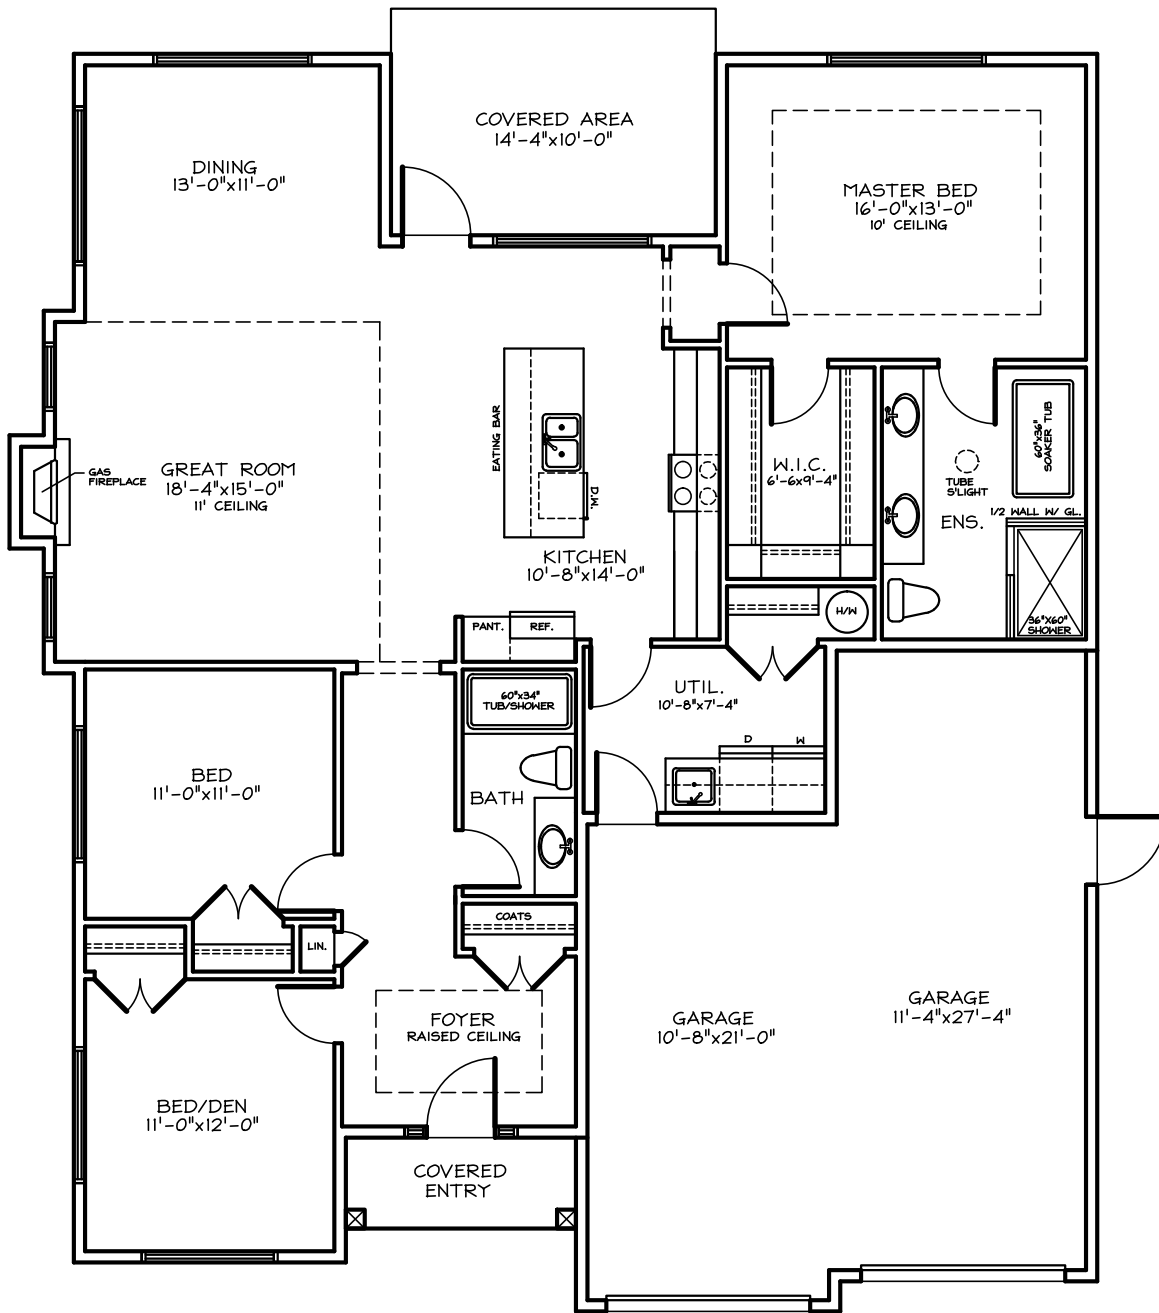 COVERED AREA
14'-4"x10'-0"
DINING
13'-0"x11'-0"
MASTER BED
16'-0"x13'-0"
10' CEILING
EATING BAR
60"x36"
SOAKER TUB
GAS
FIREPLACE
GREAT ROOM
18'-4"x15'-0"
11' CEILING
D.W.
W.I.C.
6'-6x9'-4"
TUBE
S'LIGHT
ENS.
1/2 WALL W/ GL.
KITCHEN
10'-8"x14'-0"
H/W
36"X60"
SHOWER
PANT.
REF.
60"x34"
TUB/SHOWER
UTIL.
10'-8"x7'-4"
D
W
BED
11'-0"x11'-0"
BATH
COATS
LIN.
FOYER
RAISED CEILING
GARAGE
10'-8"x21'-0"
GARAGE
11'-4"x27'-4"
BED/DEN
11'-0"x12'-0"
COVERED
ENTRY